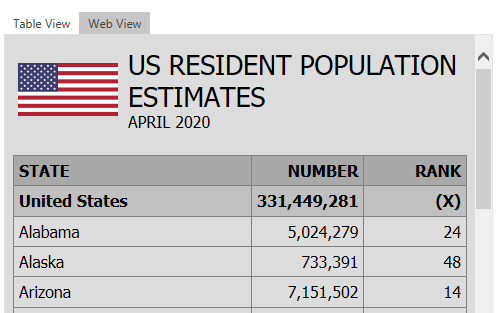 Table View Web View
US RESIDENT POPULATION
ESTIMATES
APRIL 2020
STATE NUMBER RANK
United States 331,449,281 (X)
Alabama 5,024,279 24
Alaska 733,391 48
Arizona 7,151,502 14